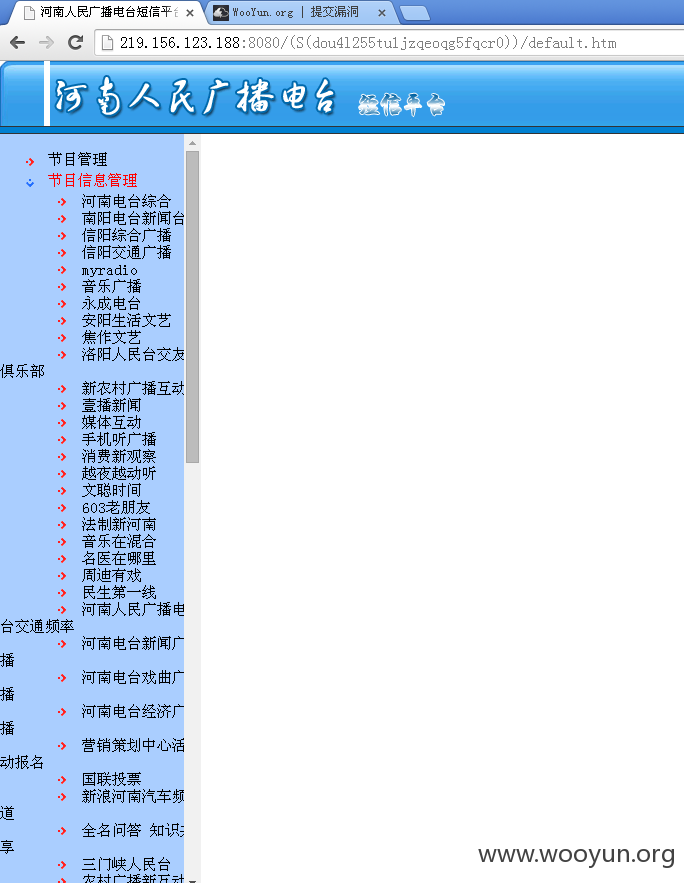 河南人民广播电台短信平台
WooYun.org | 提交漏洞
219.156.123.188:8080/(S(dou4l255tuljzqeoqg5fqcr0))/default.htm
河南人民广播电台 短信平台
节目管理
节目信息管理
河南电台综合
南阳电台新闻台
信阳综合广播
信阳交通广播
myradio
音乐广播
永成电台
安阳生活文艺
焦作文艺
洛阳人民台交友
俱乐部
新农村广播互动
壹播新闻
媒体互动
手机听广播
消费新观察
越夜越动听
文聪时间
603老朋友
法制新河南
音乐在混合
名医在哪里
周迪有戏
民生第一线
河南人民广播电
台交通频率
河南电台新闻广
播
河南电台戏曲广
播
河南电台经济广
播
营销策划中心活
动报名
国联投票
新浪河南汽车频
道
全名问答 知识共
享
三门峡人民台
农村广播新互动
www.wooyun.org